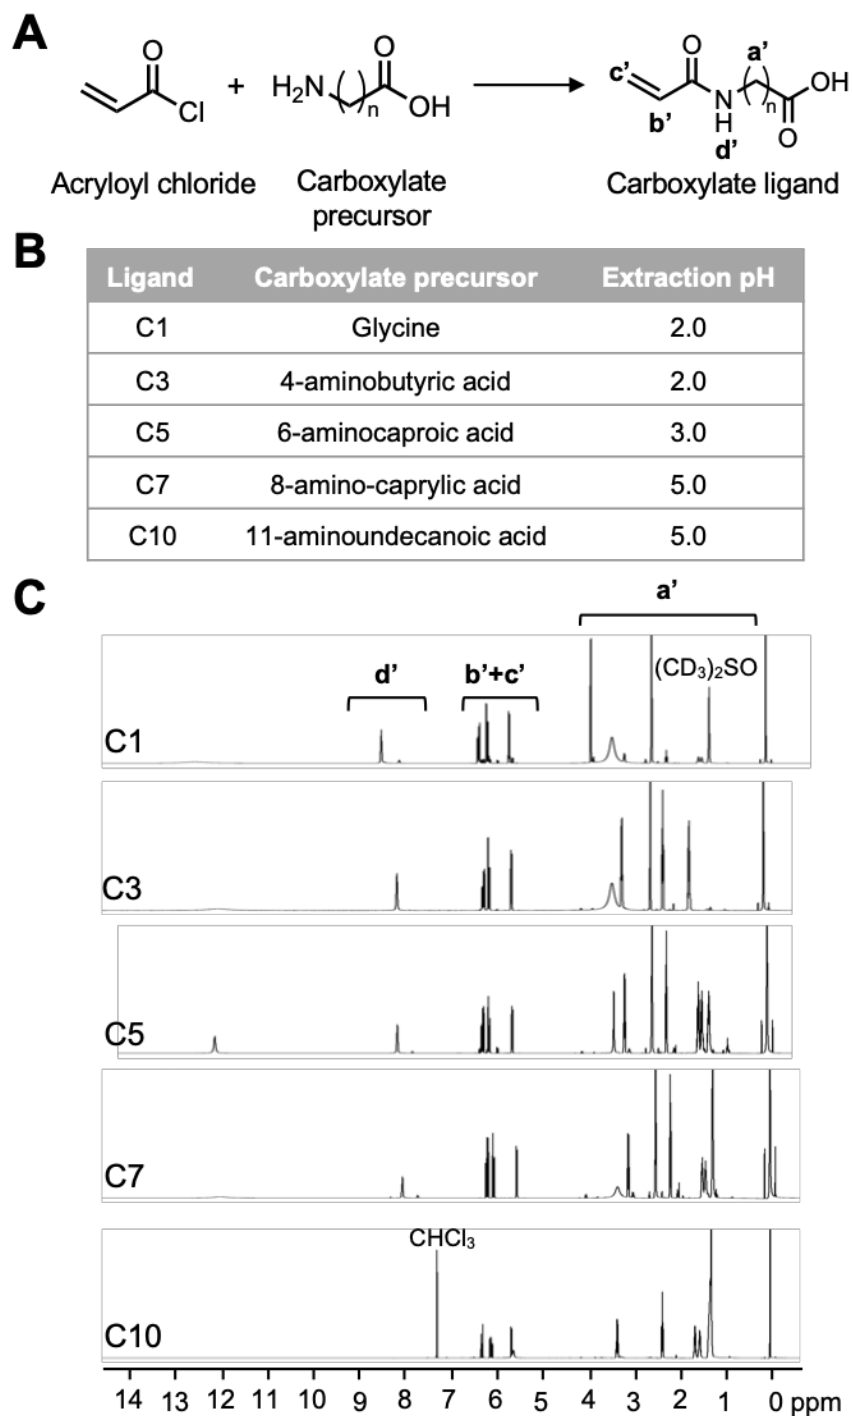 A
O
Cl
+
H₂N
O
OH
n
c'
O
a'
OH
b'
N
H
n
O
d'
Acryloyl chloride
Carboxylate
precursor
Carboxylate ligand
B
Ligand Carboxylate precursor Extraction pH
C1 Glycine 2.0
C3 4-aminobutyric acid 2.0
C5 6-aminocaproic acid 3.0
C7 8-amino-caprylic acid 5.0
C10 11-aminoundecanoic acid 5.0
C
a'
d'
b'+c'
(CD₃)₂SO
C1
C3
C5
C7
CHCl₃
C10
14 13 12 11 10 9 8 7 6 5 4 3 2 1 0 ppm